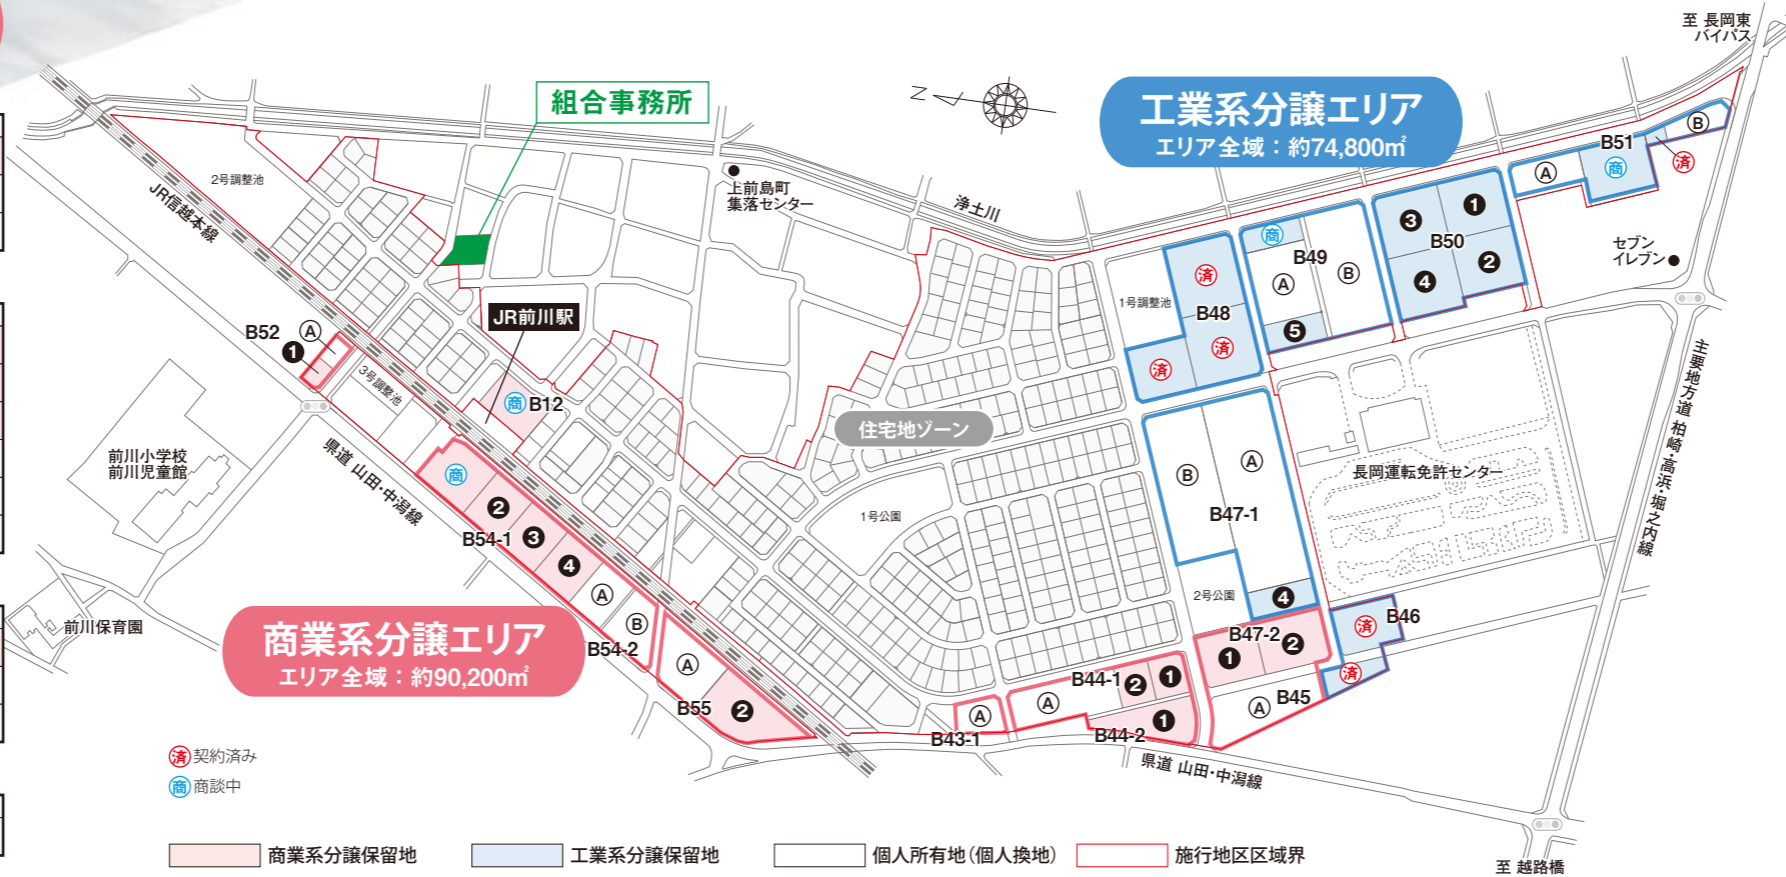 至 長岡東
バイパス
組合事務所
Z
工業系分譲エリア
エリア全域：約74,800㎡
B
B51
済
A
商
2号調整池
上前島町
集落センター
JR信越本線
浄土川
3
1
B50
4
2
セブン
イレブン
商
B49
A
B
5
1号調整池
済
B48
済
済
JR前川駅
B52
A
1
3号調整池
商
B12
住宅地ゾーン
主要地方道 柏崎・高浜・堀之内線
前川小学校
前川児童館
県道 山田・中潟線
商
2
B54-1
3
4
A
B
B54-2
1号公園
B
A
B47-1
長岡運転免許センター
2号公園
4
前川保育園
商業系分譲エリア
エリア全域：約90,200㎡
A
B55
2
B47-2
1
2
済
B46
済
A
B45
B44-1
2
1
A
1
B44-2
A
B43-1
県道 山田・中潟線
済 契約済み
商 商談中
商業系分譲保留地
工業系分譲保留地
個人所有地（個人換地）
施行地区区域界
至 越路橋